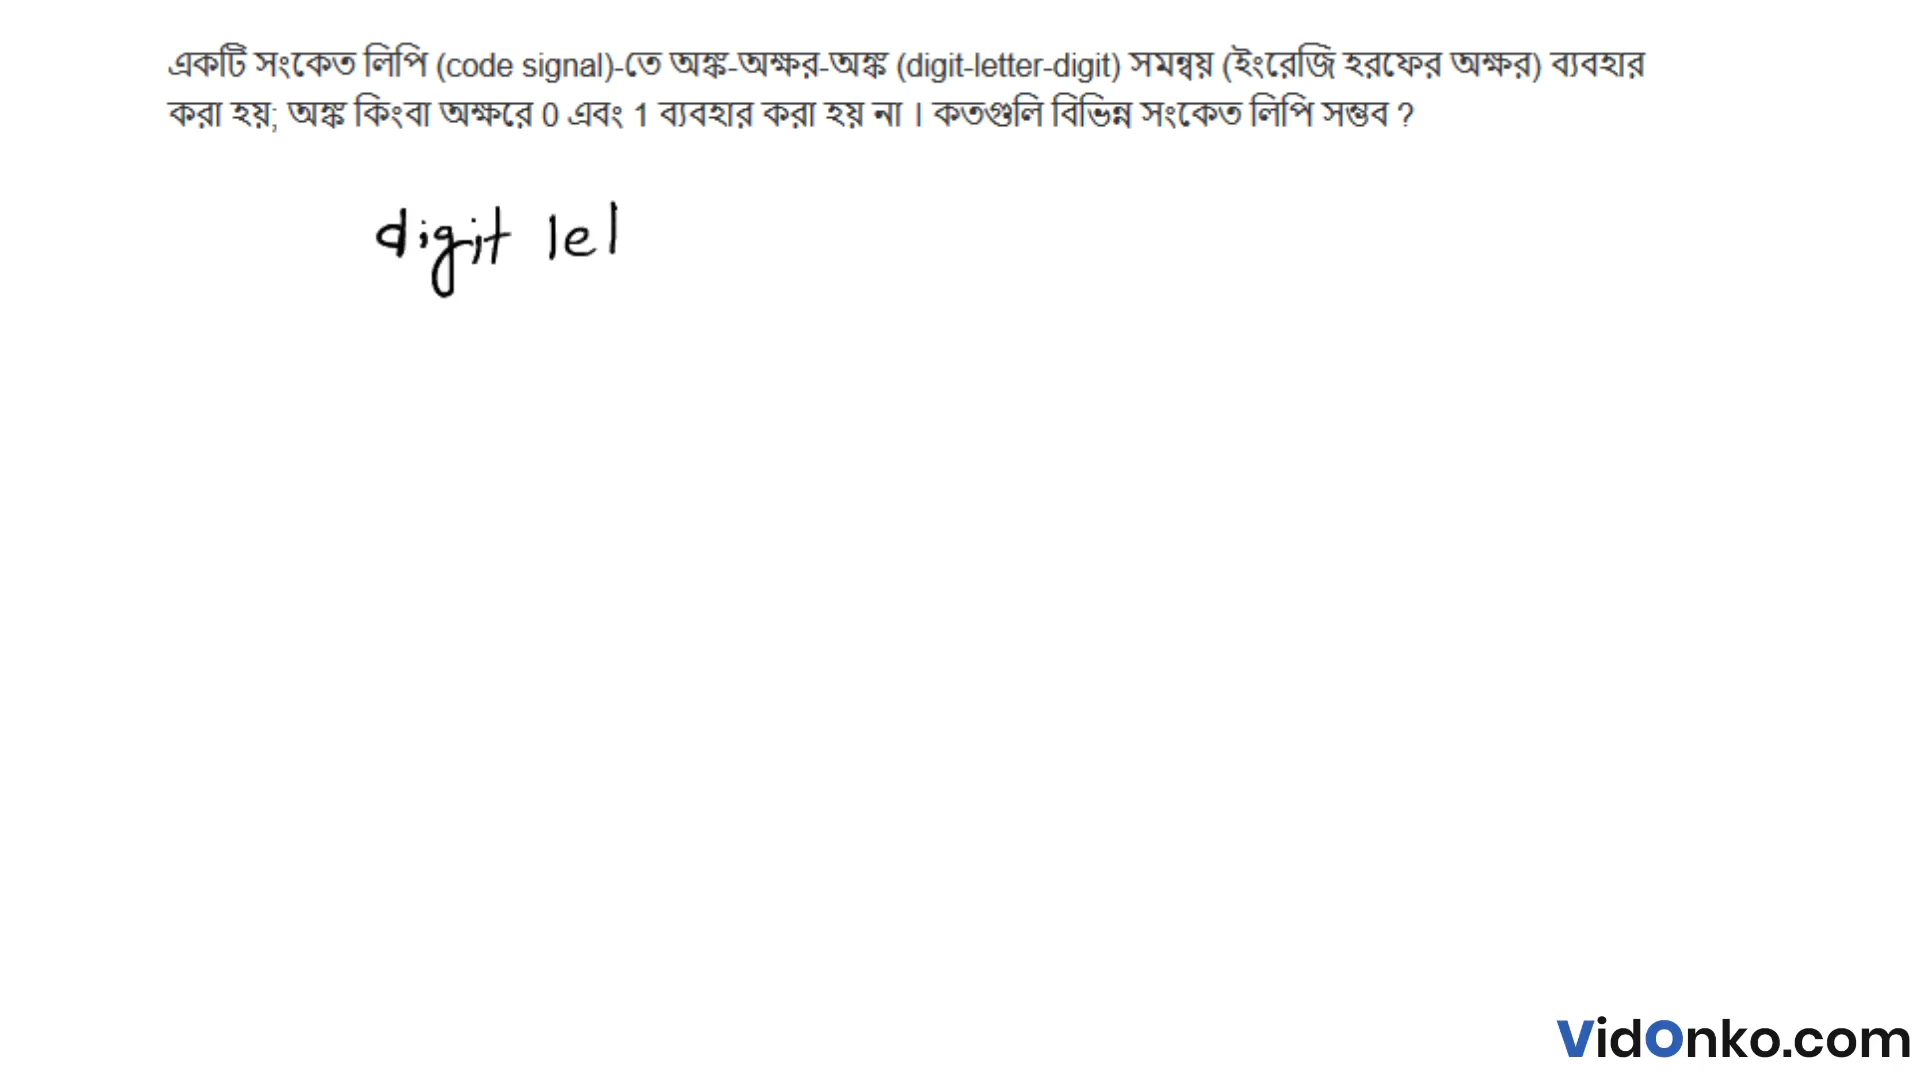 একটি সংকেত লিপি (code signal)-তে অঙ্ক-অক্ষর-অঙ্ক (digit-letter-digit) সমন্বয় (ইংরেজি হরফের অক্ষর) ব্যবহার
করা হয়; অঙ্ক কিংবা অক্ষরে 0 এবং 1 ব্যবহার করা হয় না । কতগুলি বিভিন্ন সংকেত লিপি সম্ভব ?
digit lel
VidOnko.com